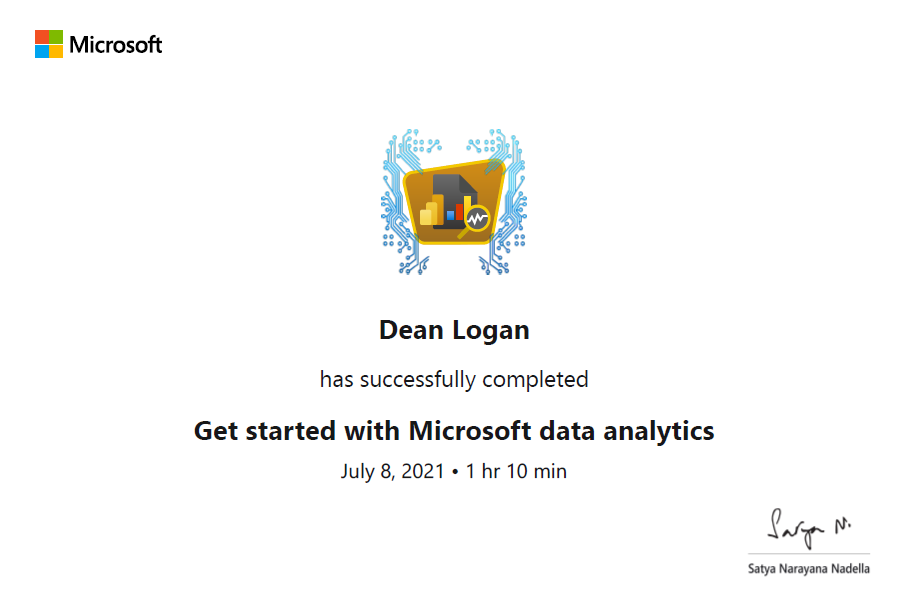 Microsoft
Dean Logan
has successfully completed
Get started with Microsoft data analytics
July 8, 2021 • 1 hr 10 min
Satya N.
Satya Narayana Nadella